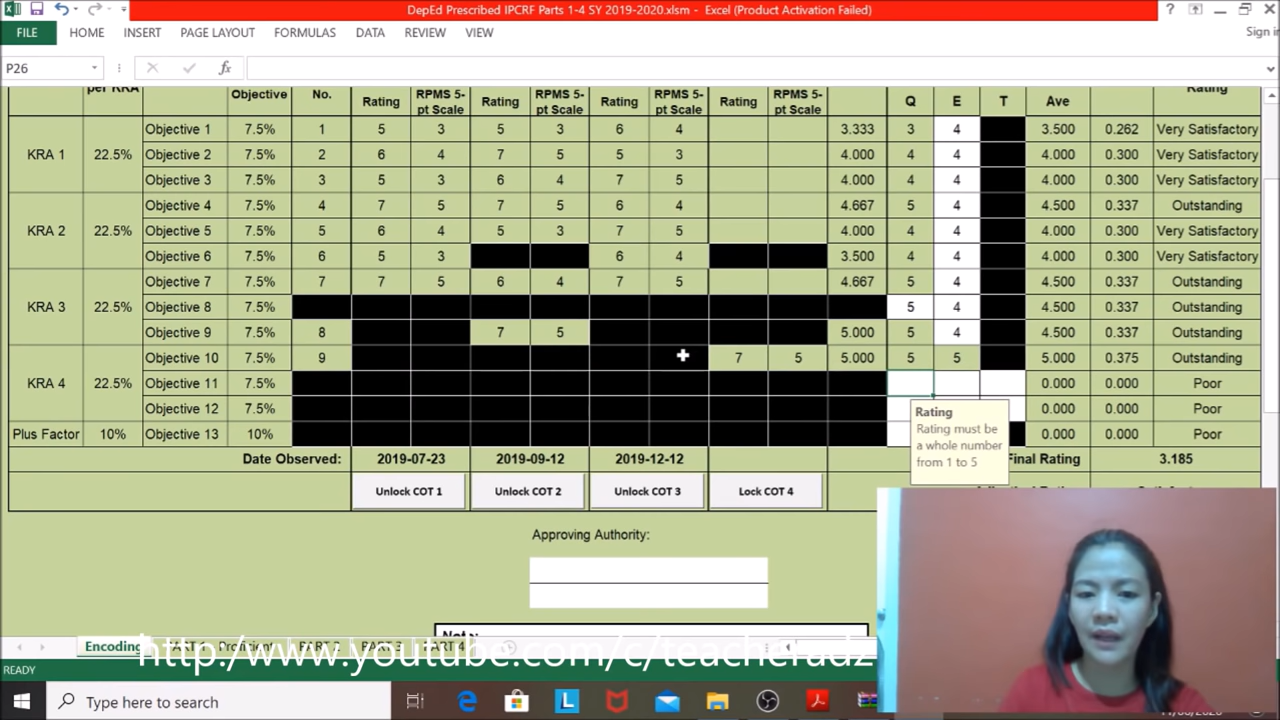 DepEd Prescribed IPCRF Parts 1-4 SY 2019-2020.xlsm - Excel (Product Activation Failed)
FILE HOME INSERT PAGE LAYOUT FORMULAS DATA REVIEW VIEW Sign in
P26 fx
per KRA Objective No. Rating RPMS 5-pt Scale Rating RPMS 5-pt Scale Rating RPMS 5-pt Scale Rating RPMS 5-pt Scale Q E T Ave Rating
KRA 1 22.5% Objective 1 7.5% 1 5 3 5 3 6 4 3.333 3 4 3.500 0.262 Very Satisfactory
Objective 2 7.5% 2 6 4 7 5 5 3 4.000 4 4 4.000 0.300 Very Satisfactory
Objective 3 7.5% 3 5 3 6 4 7 5 4.000 4 4 4.000 0.300 Very Satisfactory
KRA 2 22.5% Objective 4 7.5% 4 7 5 7 5 6 4 4.667 5 4 4.500 0.337 Outstanding
Objective 5 7.5% 5 6 4 5 3 7 5 4.000 4 4 4.000 0.300 Very Satisfactory
Objective 6 7.5% 6 5 3 6 4 3.500 4 4 4.000 0.300 Very Satisfactory
KRA 3 22.5% Objective 7 7.5% 7 7 5 6 4 7 5 4.667 5 4 4.500 0.337 Outstanding
Objective 8 7.5% 5 4 4.500 0.337 Outstanding
Objective 9 7.5% 8 7 5 5.000 5 4 4.500 0.337 Outstanding
KRA 4 22.5% Objective 10 7.5% 9 7 5 5.000 5 5 5.000 0.375 Outstanding
Objective 11 7.5% 0.000 0.000 Poor
Objective 12 7.5% 0.000 0.000 Poor
Plus Factor 10% Objective 13 10% 0.000 0.000 Poor
Rating
Rating must be
a whole number
from 1 to 5
Date Observed: 2019-07-23 2019-09-12 2019-12-12 Final Rating 3.185
Unlock COT 1 Unlock COT 2 Unlock COT 3 Lock COT 4
Approving Authority:
Encoding Proficient PART 2 PART 3 PART 4
http:/www.youtube.com/c/teacheradz
READY
Type here to search